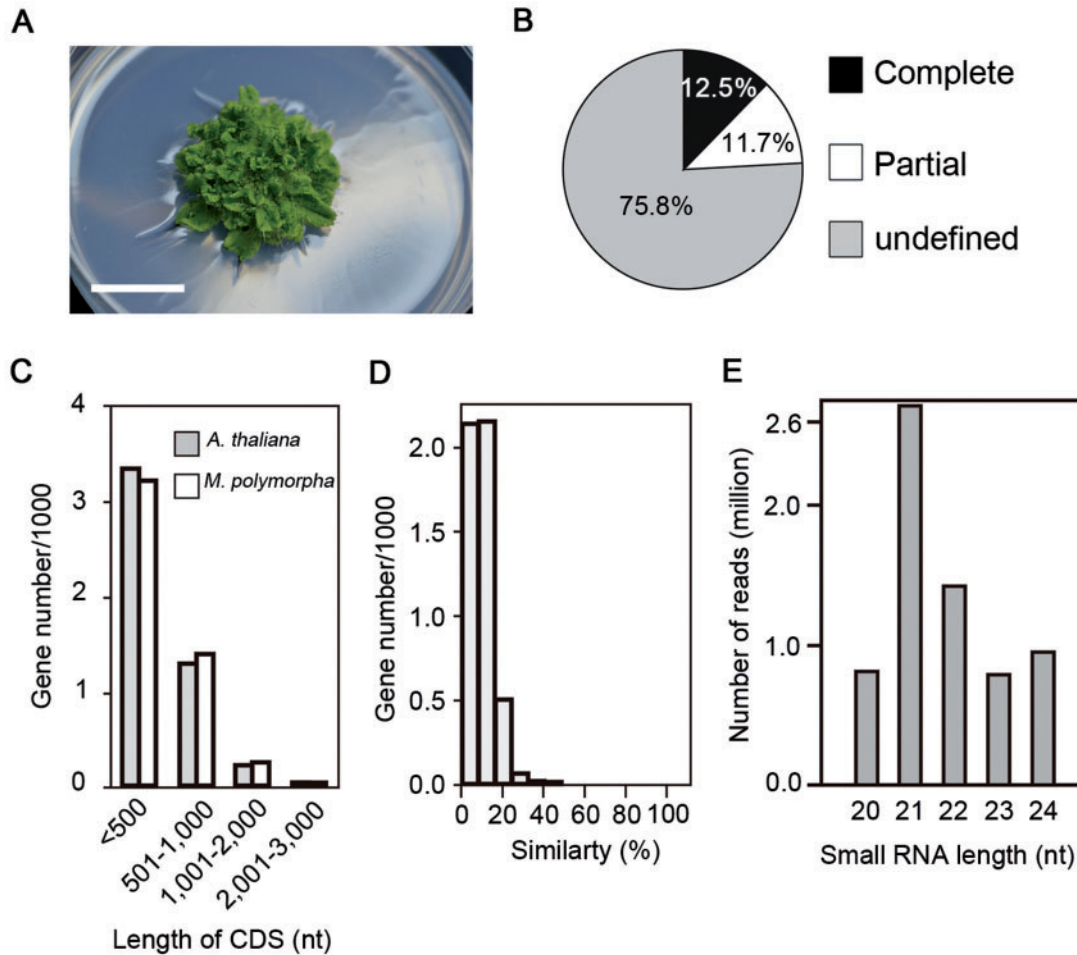 A
B
12.5%
11.7%
75.8%
Complete
Partial
undefined
C
Gene number/1000
4
3
2
1
0
A. thaliana
M. polymorpha
<500
501-1,000
1,001-2,000
2,001-3,000
Length of CDS (nt)
D
Gene number/1000
2.0
1.5
1.0
0.5
0.0
0 20 40 60 80 100
Similarty (%)
E
Number of reads (million)
2.6
2.0
1.0
0.0
20 21 22 23 24
Small RNA length (nt)